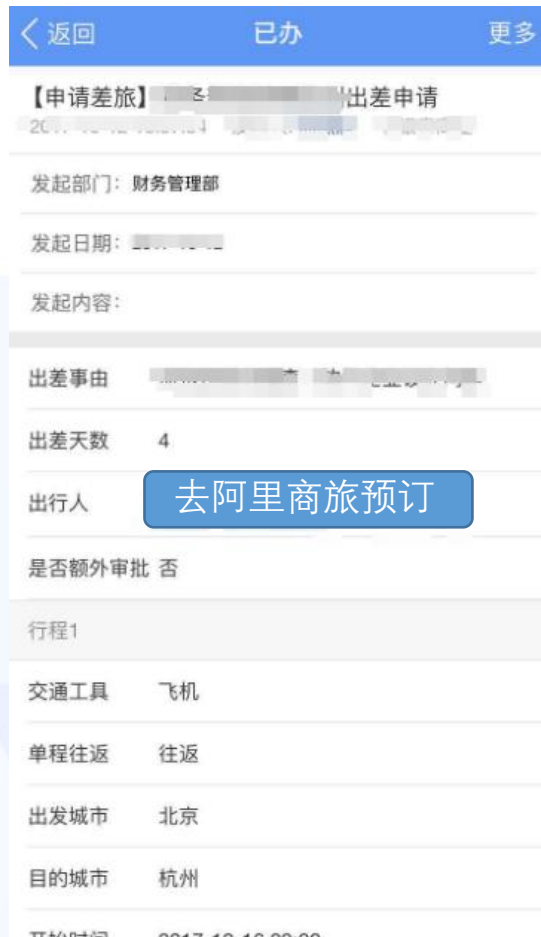 返回 已办 更多
【申请差旅】 出差申请
发起部门：财务管理部
发起日期：
发起内容：
出差事由
出差天数 4
出行人 去阿里商旅预订
是否额外审批 否
行程1
交通工具 飞机
单程往返 往返
出发城市 北京
目的城市 杭州
开始时间